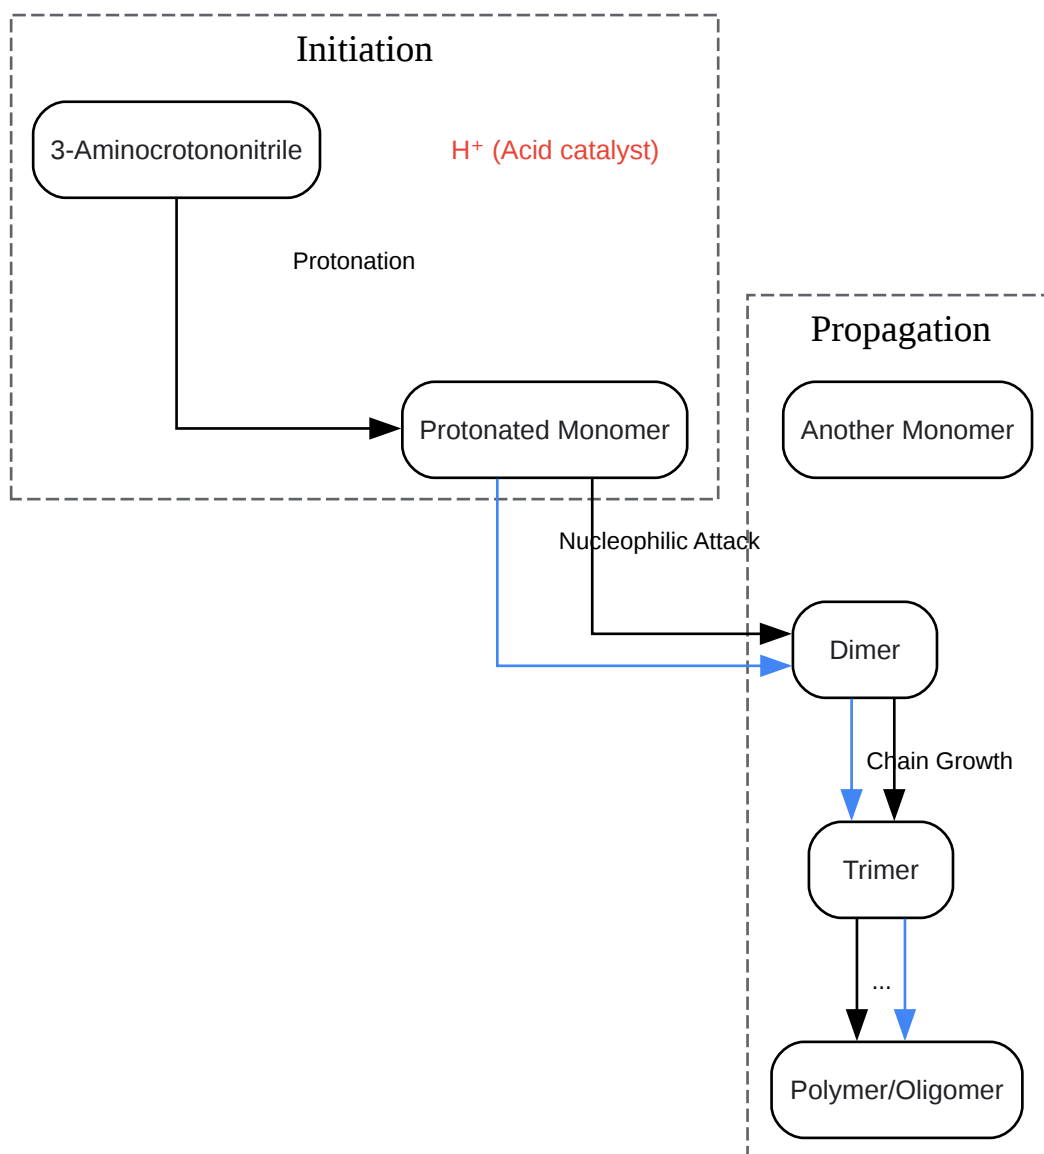 Initiation
3-Aminocrotononitrile
H⁺ (Acid catalyst)
Protonation
Propagation
Protonated Monomer
Another Monomer
Nucleophilic Attack
Dimer
Chain Growth
Trimer
...
Polymer/Oligomer